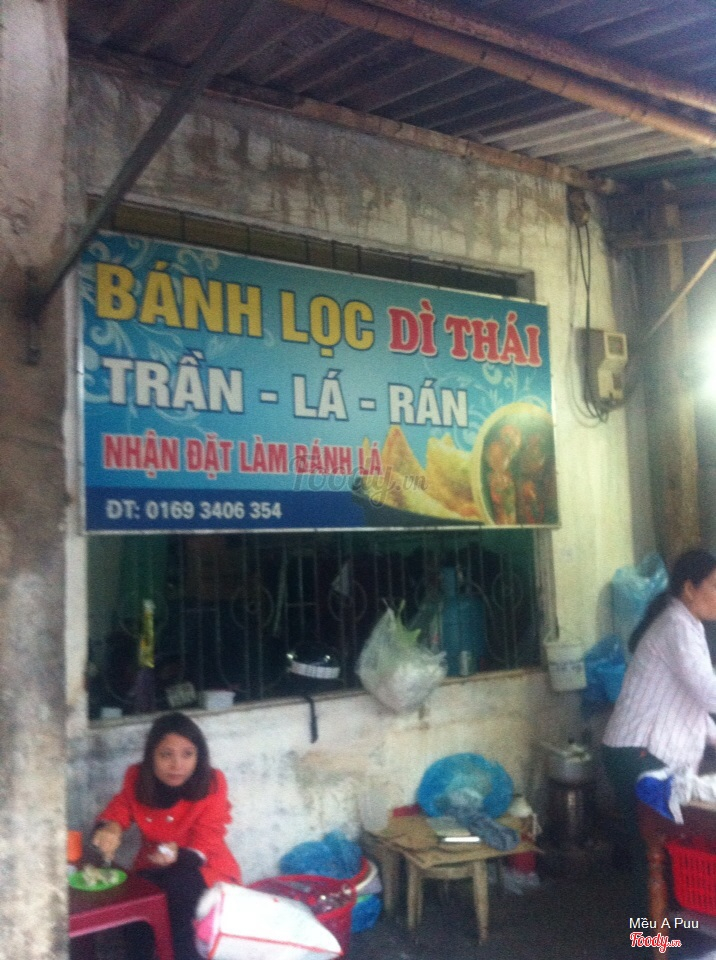 BÁNH LỌC DÌ THÁI
TRẦN - LÁ - RÁN
NHẬN ĐẶT LÀM BÁNH LÁ
ĐT: 0169 3406 354
Foody.vn
Mều A Puu
Foody.vn